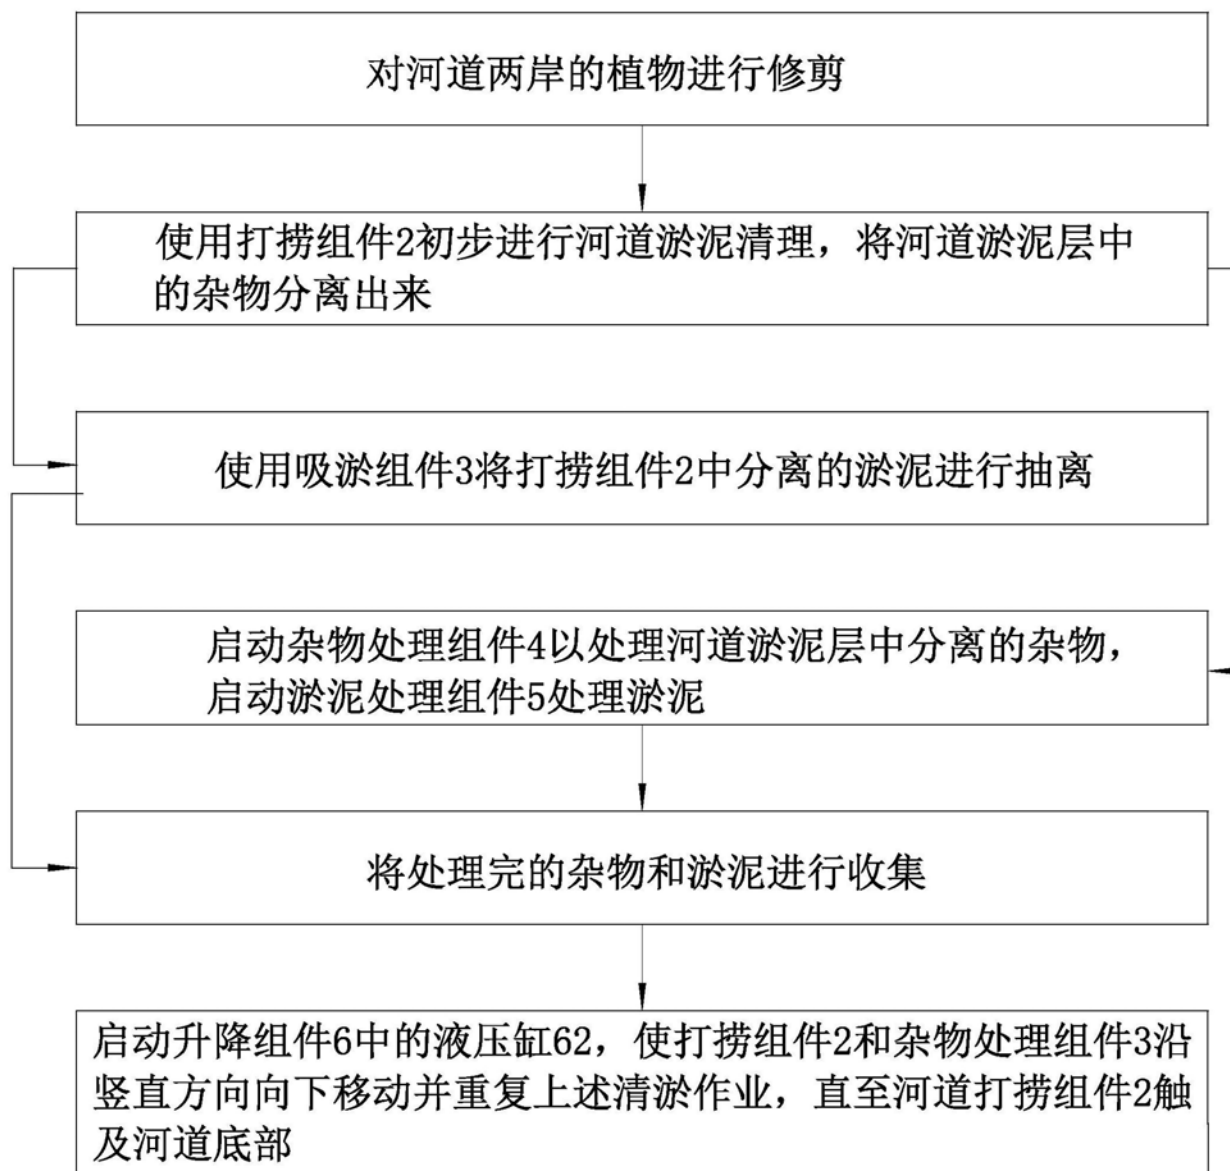 对河道两岸的植物进行修剪
使用打捞组件2初步进行河道淤泥清理，将河道淤泥层中
的杂物分离出来
使用吸淤组件3将打捞组件2中分离的淤泥进行抽离
启动杂物处理组件4以处理河道淤泥层中分离的杂物，
启动淤泥处理组件5处理淤泥
将处理完的杂物和淤泥进行收集
启动升降组件6中的液压缸62，使打捞组件2和杂物处理组件3沿
竖直方向向下移动并重复上述清淤作业，直至河道打捞组件2触
及河道底部